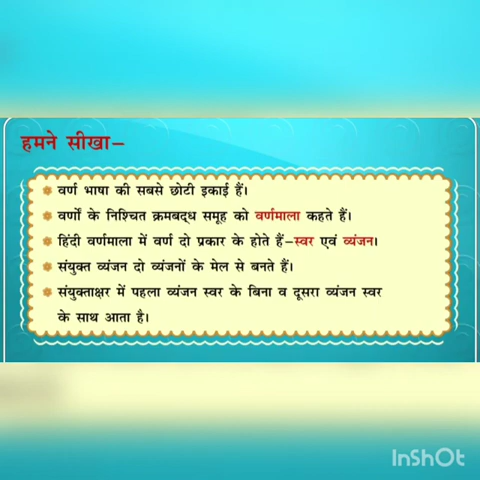 हमने सीखा–
वर्ण भाषा की सबसे छोटी इकाई हैं।
वर्णों के निश्चित क्रमबद्ध समूह को वर्णमाला कहते हैं।
हिंदी वर्णमाला में वर्ण दो प्रकार के होते हैं–स्वर एवं व्यंजन।
संयुक्त व्यंजन दो व्यंजनों के मेल से बनते हैं।
संयुक्ताक्षर में पहला व्यंजन स्वर के बिना व दूसरा व्यंजन स्वर
के साथ आता है।
InShOt